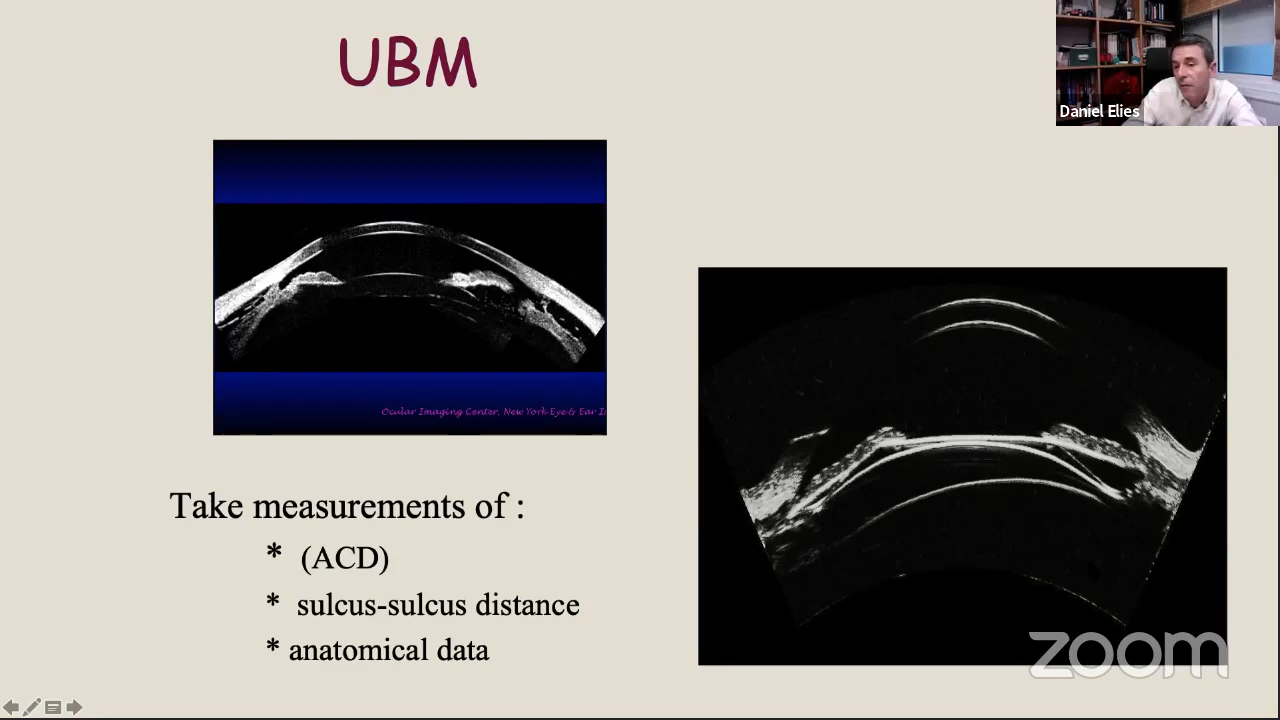 UBM
Daniel Elies
Ocular Imaging Center, New York Eye & Ear I
Take measurements of :
* (ACD)
* sulcus-sulcus distance
* anatomical data
zoom